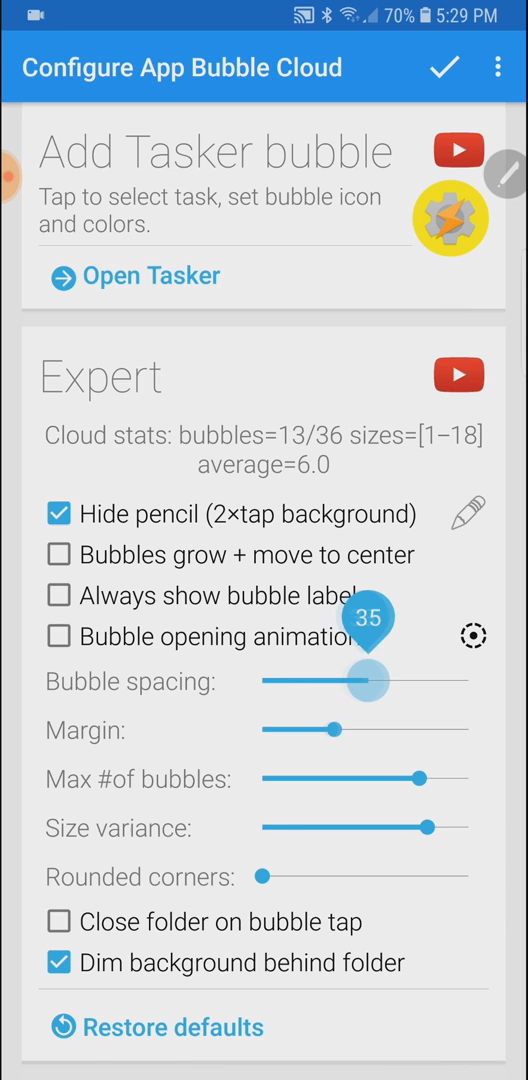 70% 5:29 PM
Configure App Bubble Cloud
Add Tasker bubble
Tap to select task, set bubble icon
and colors.
Open Tasker
Expert
Cloud stats: bubbles=13/36 sizes=[1–18]
average=6.0
Hide pencil (2×tap background)
Bubbles grow + move to center
Always show bubble label
35
Bubble opening animation
Bubble spacing:
Margin:
Max #of bubbles:
Size variance:
Rounded corners:
Close folder on bubble tap
Dim background behind folder
Restore defaults